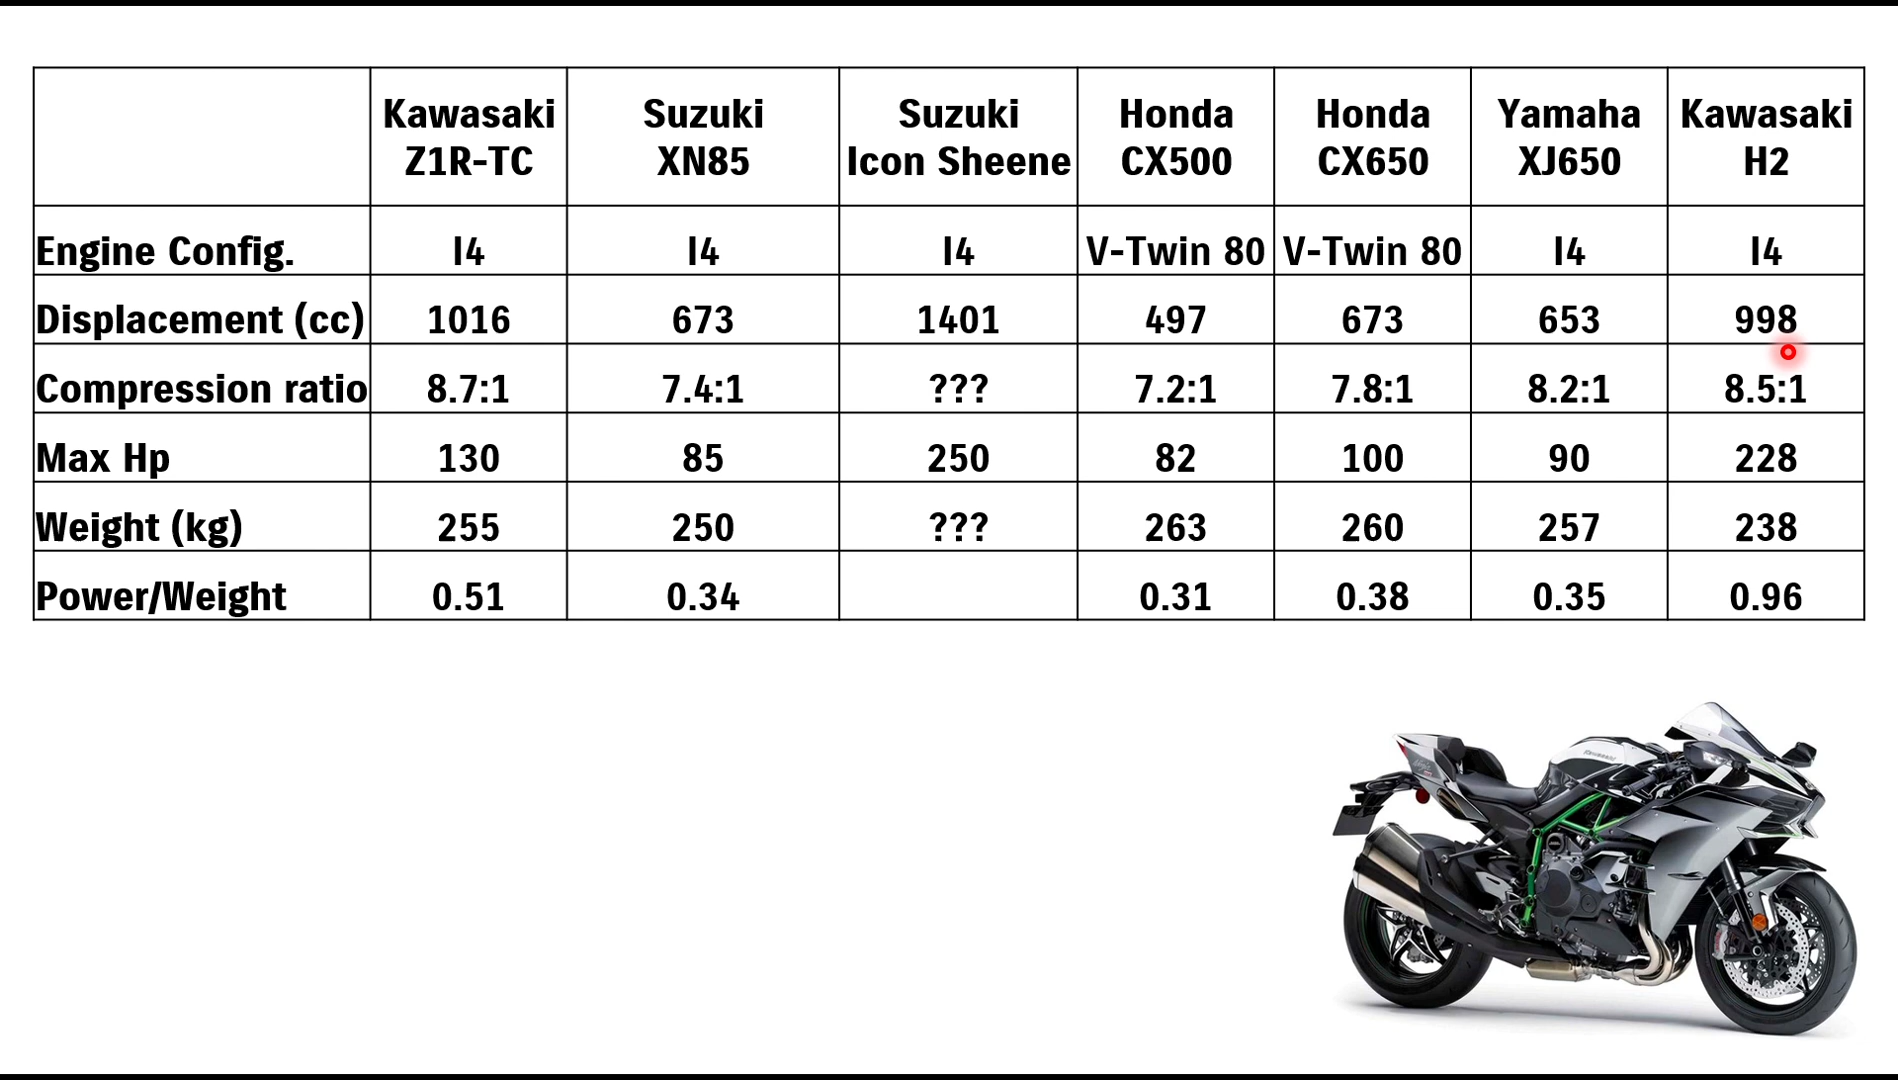 Kawasaki Z1R-TC Suzuki XN85 Suzuki Icon Sheene Honda CX500 Honda CX650 Yamaha XJ650 Kawasaki H2
Engine Config. I4 I4 I4 V-Twin 80 V-Twin 80 I4 I4
Displacement (cc) 1016 673 1401 497 673 653 998
Compression ratio 8.7:1 7.4:1 ??? 7.2:1 7.8:1 8.2:1 8.5:1
Max Hp 130 85 250 82 100 90 228
Weight (kg) 255 250 ??? 263 260 257 238
Power/Weight 0.51 0.34 0.31 0.38 0.35 0.96